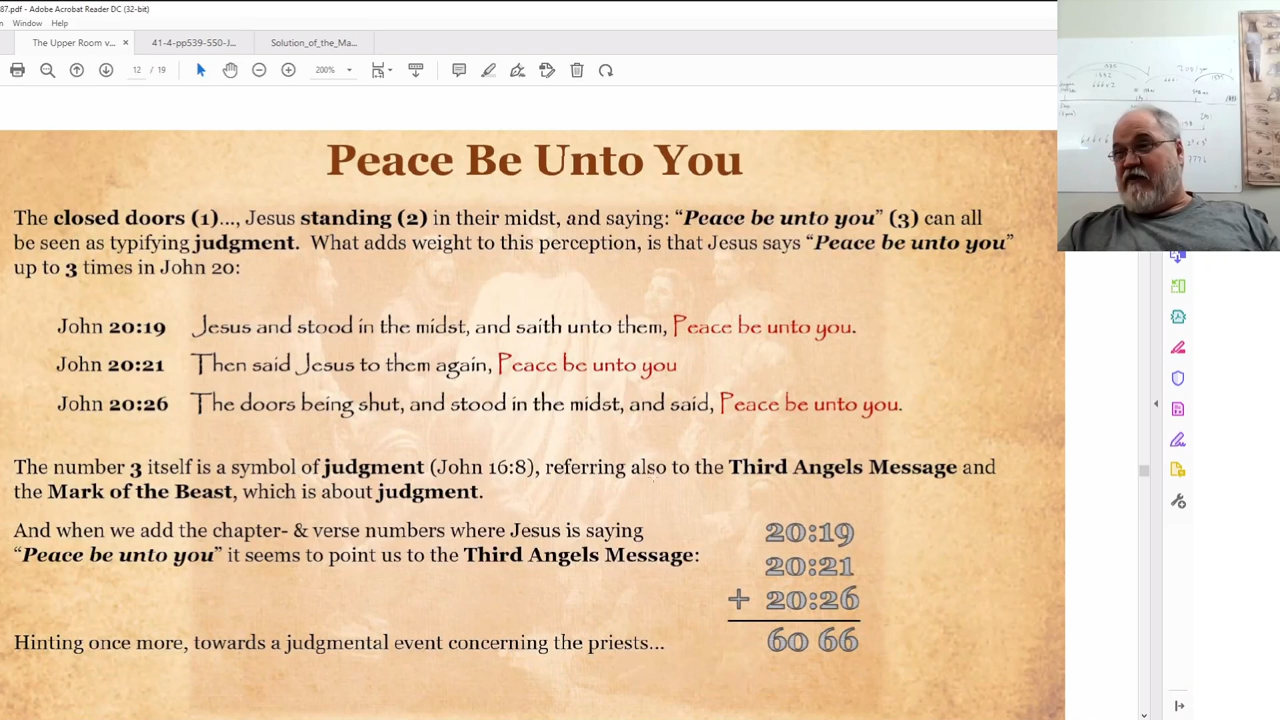 87.pdf - Adobe Acrobat Reader DC (32-bit)
Window Help
The Upper Room v... × 41-4-pp539-550-J... Solution_of_the_Ma...
12 / 19 200%
Peace Be Unto You
The closed doors (1)..., Jesus standing (2) in their midst, and saying: “Peace be unto you” (3) can all
be seen as typifying judgment. What adds weight to this perception, is that Jesus says “Peace be unto you”
up to 3 times in John 20:
John 20:19 Jesus and stood in the midst, and saith unto them, Peace be unto you.
John 20:21 Then said Jesus to them again, Peace be unto you
John 20:26 The doors being shut, and stood in the midst, and said, Peace be unto you.
The number 3 itself is a symbol of judgment (John 16:8), referring also to the Third Angels Message and
the Mark of the Beast, which is about judgment.
And when we add the chapter- & verse numbers where Jesus is saying
“Peace be unto you” it seems to point us to the Third Angels Message:
20:19
20:21
+ 20:26
60 66
Hinting once more, towards a judgmental event concerning the priests...